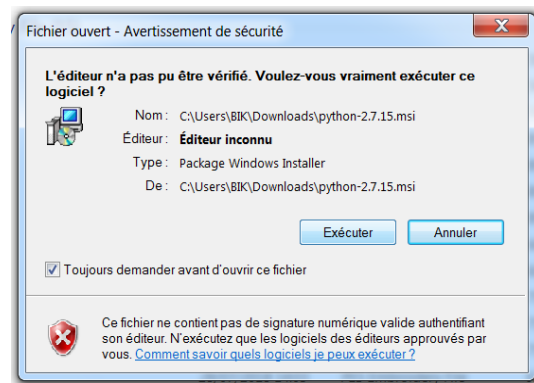 Fichier ouvert - Avertissement de sécurité
L'éditeur n'a pas pu être vérifié. Voulez-vous vraiment exécuter ce
logiciel ?
Nom : C:\Users\BIK\Downloads\python-2.7.15.msi
Éditeur : Éditeur inconnu
Type : Package Windows Installer
De : C:\Users\BIK\Downloads\python-2.7.15.msi
Exécuter Annuler
Toujours demander avant d'ouvrir ce fichier
Ce fichier ne contient pas de signature numérique valide authentifiant
son éditeur. N'exécutez que les logiciels des éditeurs approuvés par
vous. Comment savoir quels logiciels je peux exécuter ?